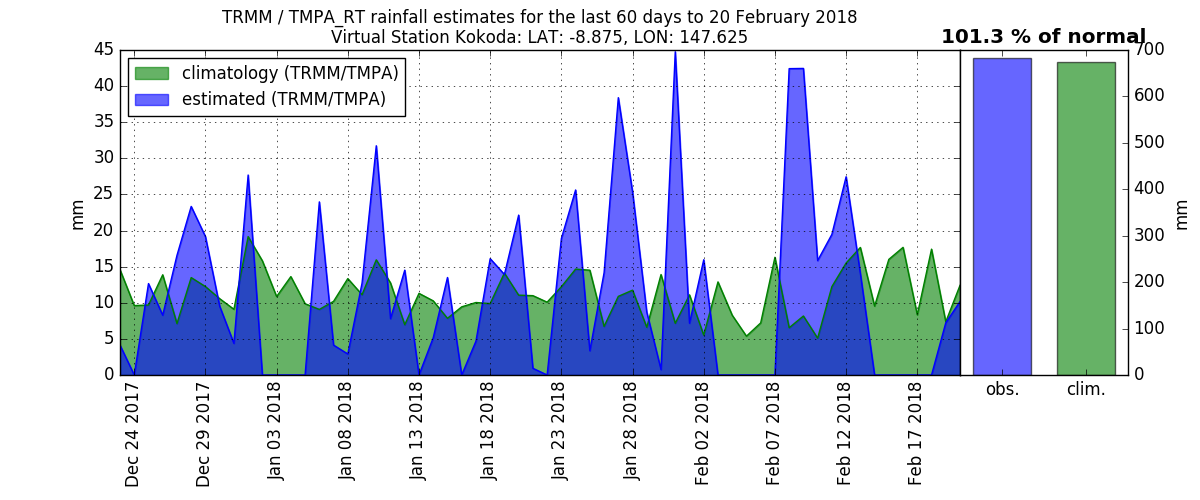 TRMM / TMPA_RT rainfall estimates for the last 60 days to 20 February 2018
Virtual Station Kokoda: LAT: -8.875, LON: 147.625
101.3 % of normal
climatology (TRMM/TMPA)
estimated (TRMM/TMPA)
45
40
35
30
25
20
15
10
5
0
mm
Dec 24 2017
Dec 29 2017
Jan 03 2018
Jan 08 2018
Jan 13 2018
Jan 18 2018
Jan 23 2018
Jan 28 2018
Feb 02 2018
Feb 07 2018
Feb 12 2018
Feb 17 2018
obs.
clim.
700
600
500
400
300
200
100
0
mm